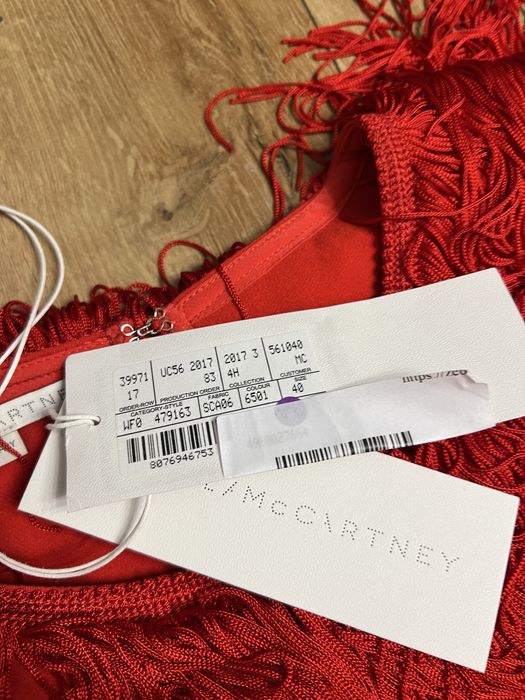 39971 UC56 2017 2017 3 561040
17 83 4H MC
ORDER-ROW PRODUCTION ORDER COLLECTION CUSTOMER
CATEGORY-STYLE FABRIC COLOUR SIZE
WF0 479163 SCA06 6501 40
8076946753
https://
McCARTNEY
CARTNEY